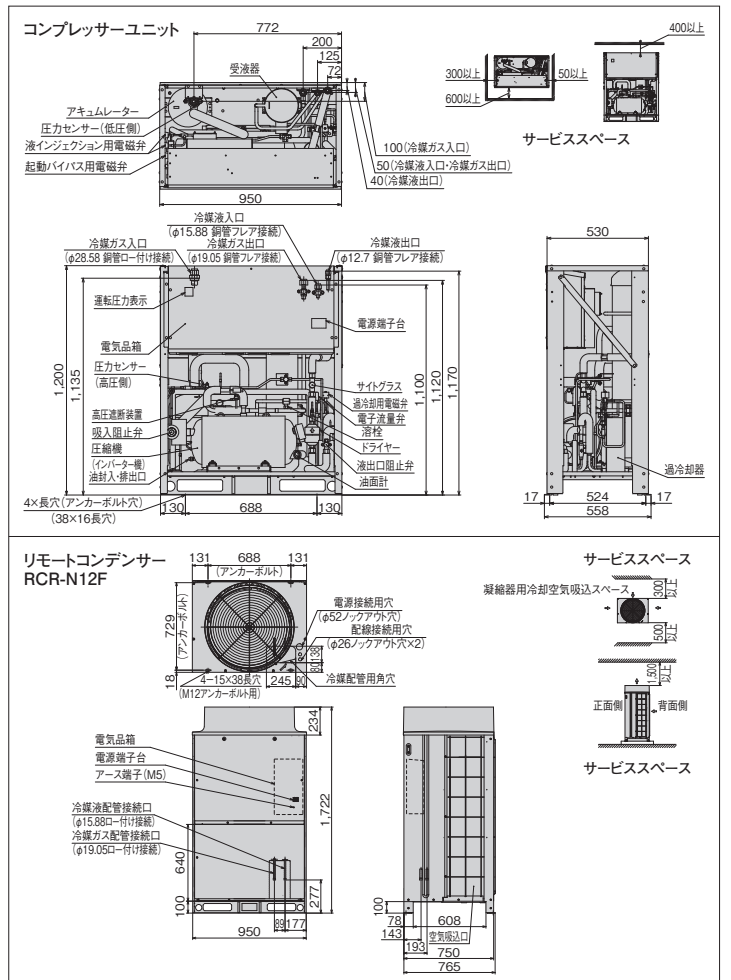 コンプレッサーユニット
772
200
125
72
受液器
アキュムレーター
圧力センサー(低圧側)
液インジェクション用電磁弁
起動バイパス用電磁弁
100(冷媒ガス入口)
50(冷媒液入口・冷媒ガス出口)
40(冷媒液出口)
950
400以上
300以上
50以上
600以上
サービススペース
冷媒液入口
(φ15.88 銅管フレア接続)
冷媒ガス入口
(φ28.58 銅管ロー付け接続)
冷媒ガス出口
(φ19.05 銅管フレア接続)
冷媒液出口
(φ12.7 銅管フレア接続)
530
運転圧力表示
電源端子台
電気品箱
圧力センサー
(高圧側)
1,200
1,135
1,100
1,120
1,170
サイトグラス
過冷却用電磁弁
電子流量弁
溶栓
ドライヤー
液出口阻止弁
油面計
高圧遮断装置
吸入阻止弁
圧縮機
(インバーター機)
油封入・排出口
4×長穴(アンカーボルト穴)
(38×16長穴)
130
688
130
過冷却器
17
524
17
558
リモートコンデンサー
RCR-N12F
131
688
131
(アンカーボルト)
729
(アンカーボルト)
18
電源接続用穴
(φ52ノックアウト穴)
配線接続用穴
(φ26ノックアウト穴×2)
138
80
4-15×38長穴
(M12アンカーボルト用)
245
90
冷媒配管用角穴
サービススペース
凝縮器用冷却空気吸込スペース
300
以上
500
以上
1,500
以上
正面側
背面側
サービススペース
234
電気品箱
電源端子台
アース端子(M5)
1,722
冷媒液配管接続口
(φ15.88ロー付け接続)
冷媒ガス配管接続口
(φ19.05ロー付け接続)
640
277
100
89
177
950
100
78
608
143
空気吸込口
193
750
765